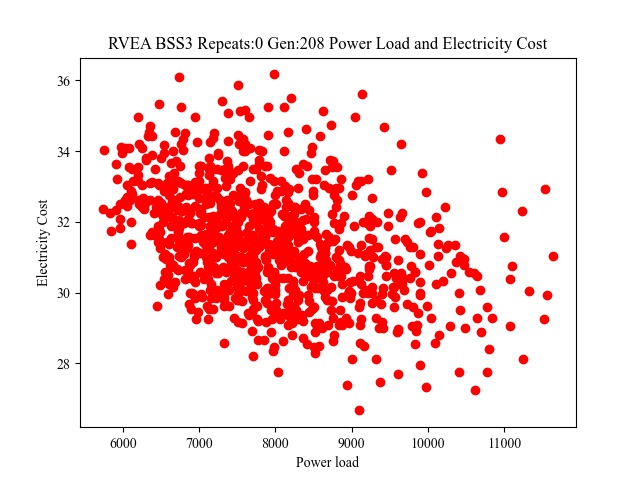 RVEA BSS3 Repeats:0 Gen:208 Power Load and Electricity Cost
36
34
32
30
28
Electricity Cost
6000 7000 8000 9000 10000 11000
Power load